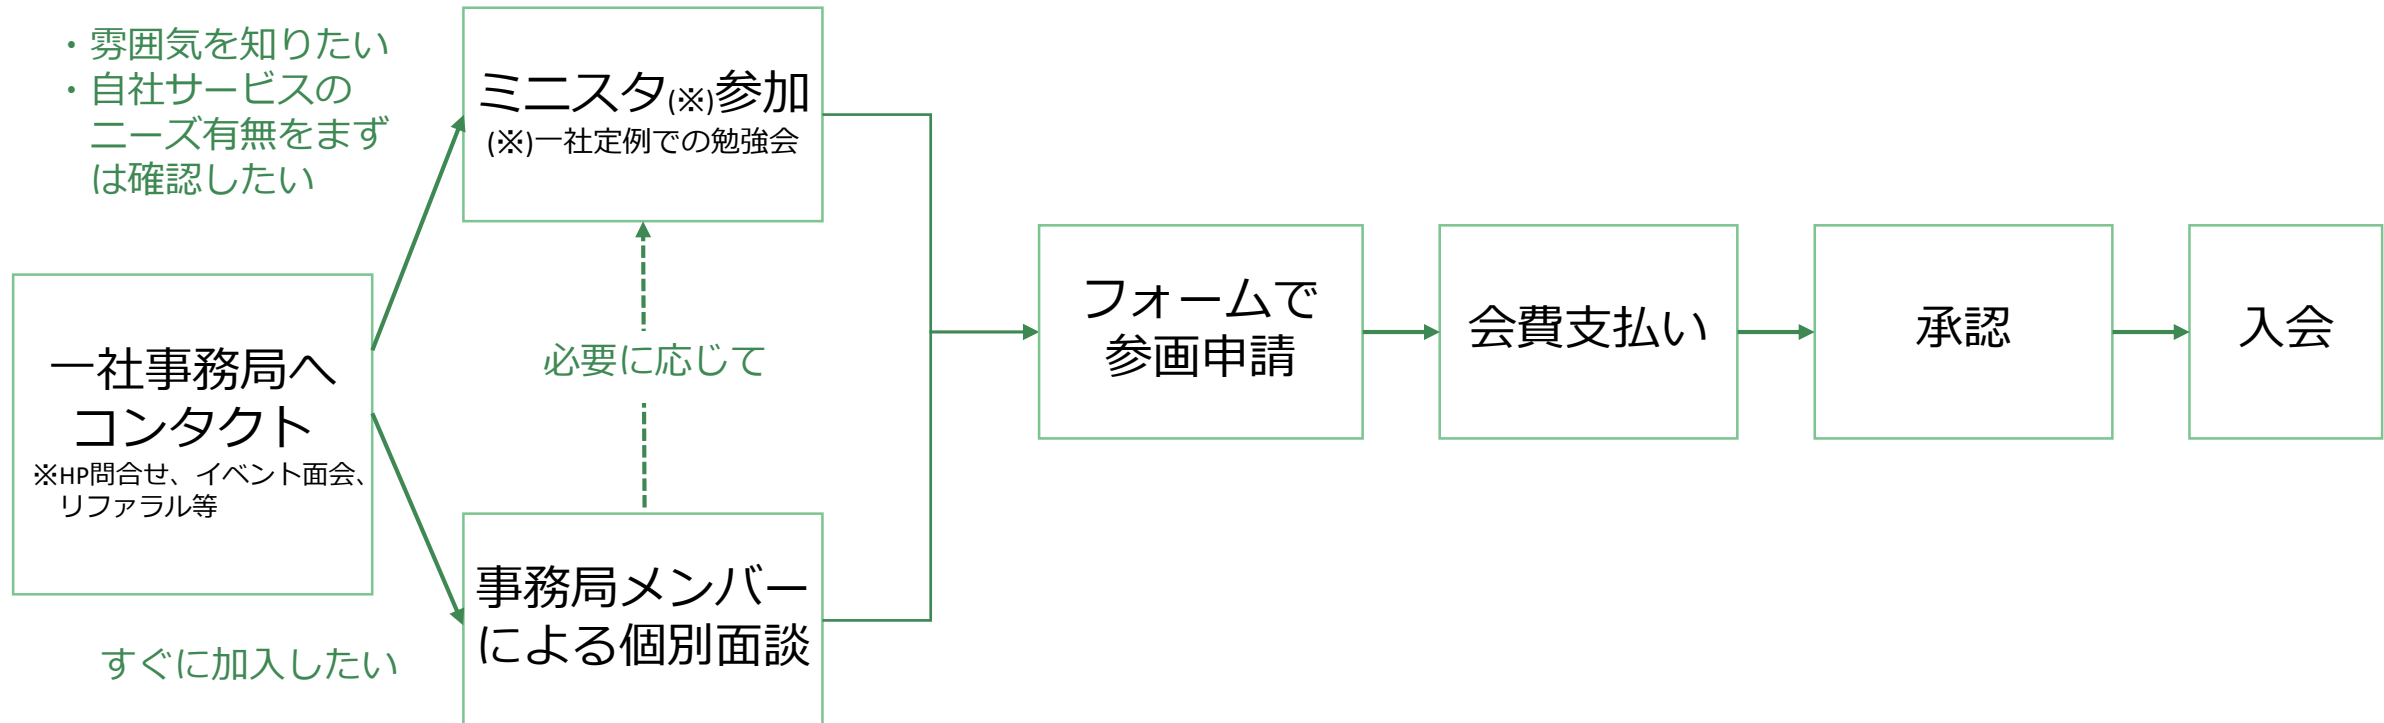 ・雰囲気を知りたい
・自社サービスの
ニーズ有無をまず
は確認したい
ミニスタ(※)参加
(※)一社定例での勉強会
一社事務局へ
コンタクト
※HP問合せ、イベント面会、
リファラル等
必要に応じて
すぐに加入したい
事務局メンバー
による個別面談
フォームで
参画申請
会費支払い
承認
入会